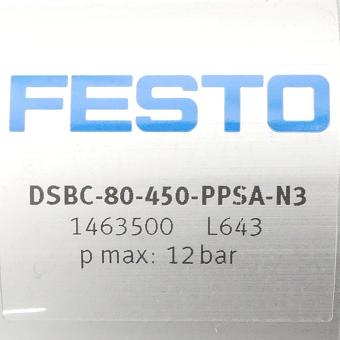 FESTO
DSBC-80-450-PPSA-N3
1463500 L643
p max: 12 bar